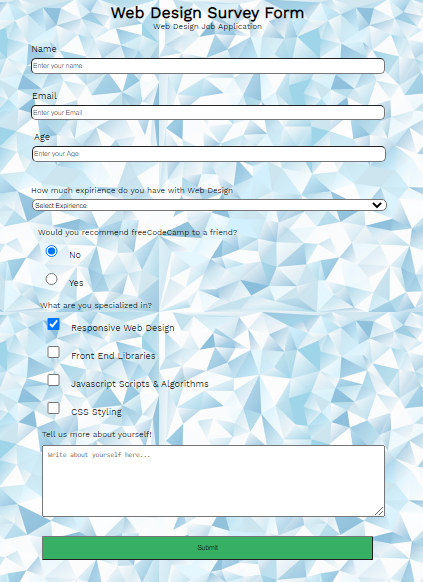 Web Design Survey Form
Web Design Job Application
Name
Enter your name
Email
Enter your Email
Age
Enter your Age
How much expirience do you have with Web Design
Select Expirience
Would you recommend freeCodeCamp to a friend?
No
Yes
What are you specialized in?
Responsive Web Design
Front End Libraries
Javascript Scripts & Algorithms
CSS Styling
Tell us more about yourself!
Write about yourself here...
Submit